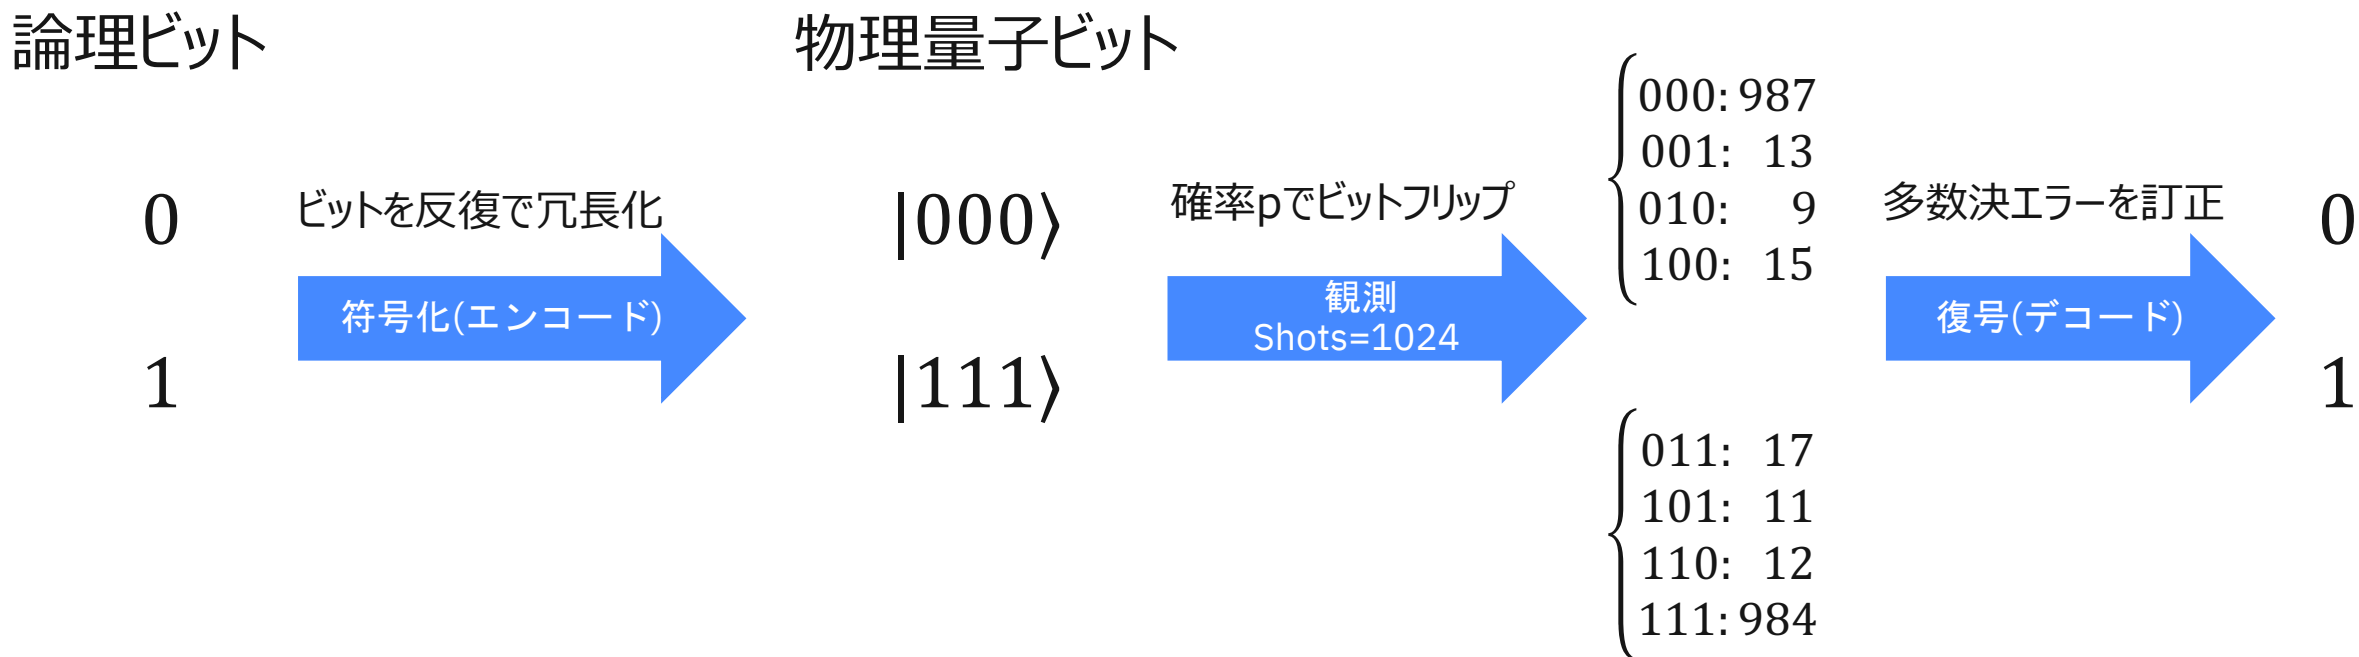 論理ビット
物理量子ビット
0
1
ビットを反復で冗長化
符号化(エンコード)
|000⟩
|111⟩
確率pでビットフリップ
観測
Shots=1024
000: 987
001: 13
010: 9
100: 15
011: 17
101: 11
110: 12
111: 984
多数決エラーを訂正
復号(デコード)
0
1